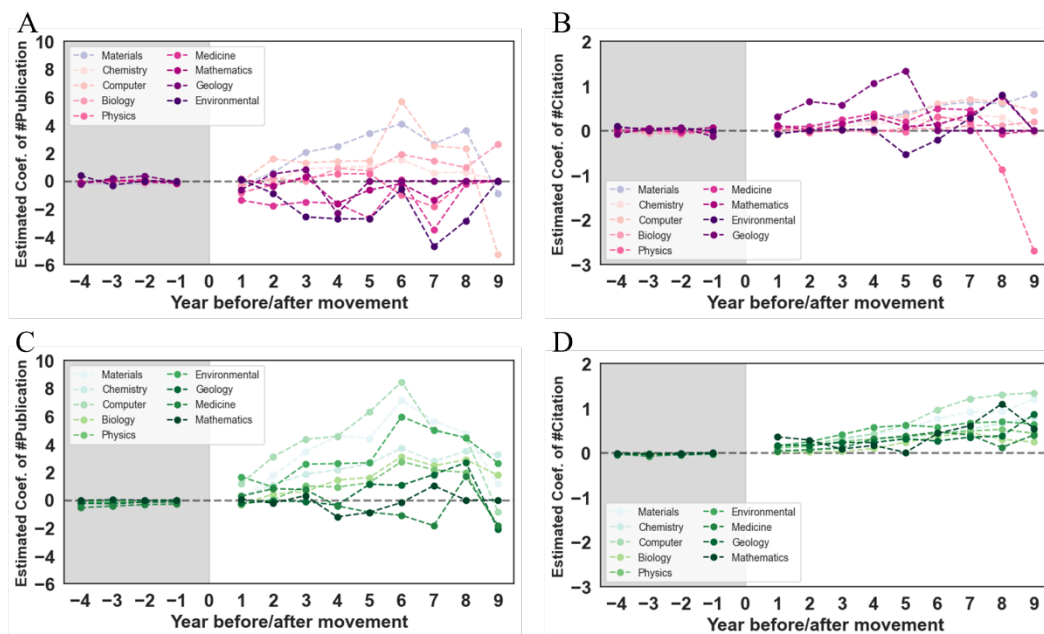 A
Estimated Coef. of #Publication
10
8
6
4
2
0
−2
−4
−6
Materials
Chemistry
Computer
Biology
Physics
Medicine
Mathematics
Geology
Environmental
−4 −3 −2 −1 0 1 2 3 4 5 6 7 8 9
Year before/after movement
B
Estimated Coef. of #Citation
2
1
0
−1
−2
−3
Materials
Chemistry
Computer
Biology
Physics
Medicine
Mathematics
Environmental
Geology
−4 −3 −2 −1 0 1 2 3 4 5 6 7 8 9
Year before/after movement
C
Estimated Coef. of #Publication
10
8
6
4
2
0
−2
−4
−6
Materials
Chemistry
Computer
Biology
Physics
Environmental
Geology
Medicine
Mathematics
−4 −3 −2 −1 0 1 2 3 4 5 6 7 8 9
Year before/after movement
D
Estimated Coef. of #Citation
2
1
0
−1
−2
−3
Materials
Chemistry
Computer
Biology
Physics
Environmental
Medicine
Geology
Mathematics
−4 −3 −2 −1 0 1 2 3 4 5 6 7 8 9
Year before/after movement